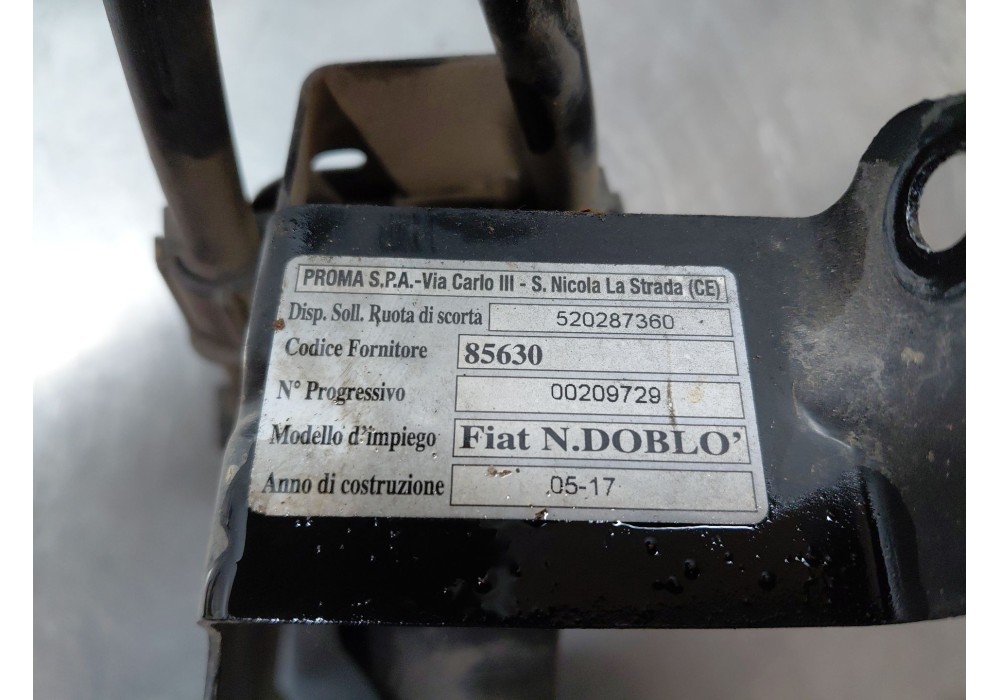 PROMA S.P.A.-Via Carlo III - S. Nicola La Strada (CE)
Disp. Soll. Ruota di scorta 520287360
Codice Fornitore 85630
N° Progressivo 00209729
Modello d'impiego Fiat N.DOBLO'
Anno di costruzione 05-17